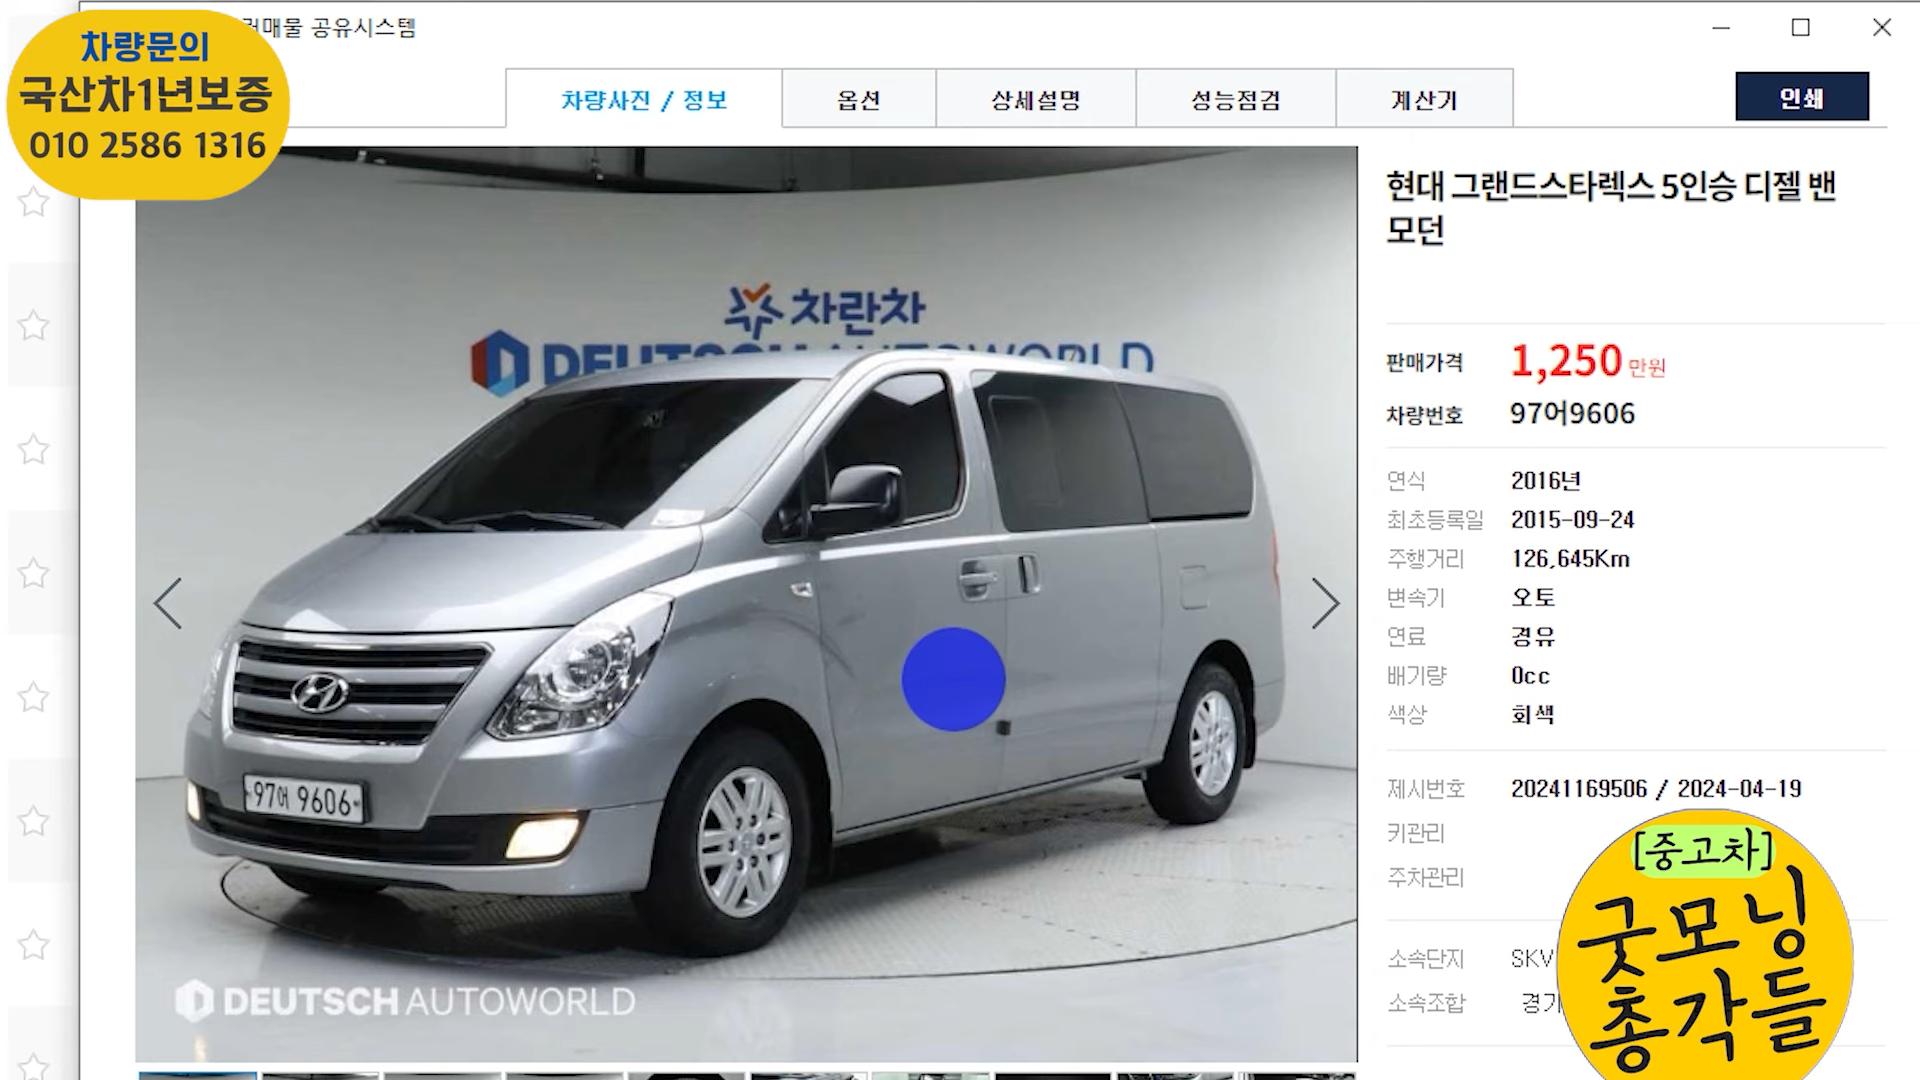 차량문의
국산차1년보증
010 2586 1316
매물 공유시스템
차량사진 / 정보
옵션
상세설명
성능점검
계산기
인쇄
차란차
DEUTSCH AUTOWORLD
97어 9606
DEUTSCH AUTOWORLD
현대 그랜드스타렉스 5인승 디젤 밴
모던
판매가격 1,250 만원
차량번호 97어9606
연식 2016년
최초등록일 2015-09-24
주행거리 126,645Km
변속기 오토
연료 경유
배기량 0cc
색상 회색
제시번호 20241169506 / 2024-04-19
키관리
주차관리
소속단지 SKV
소속조합 경기
[중고차]
굿모닝
총각들